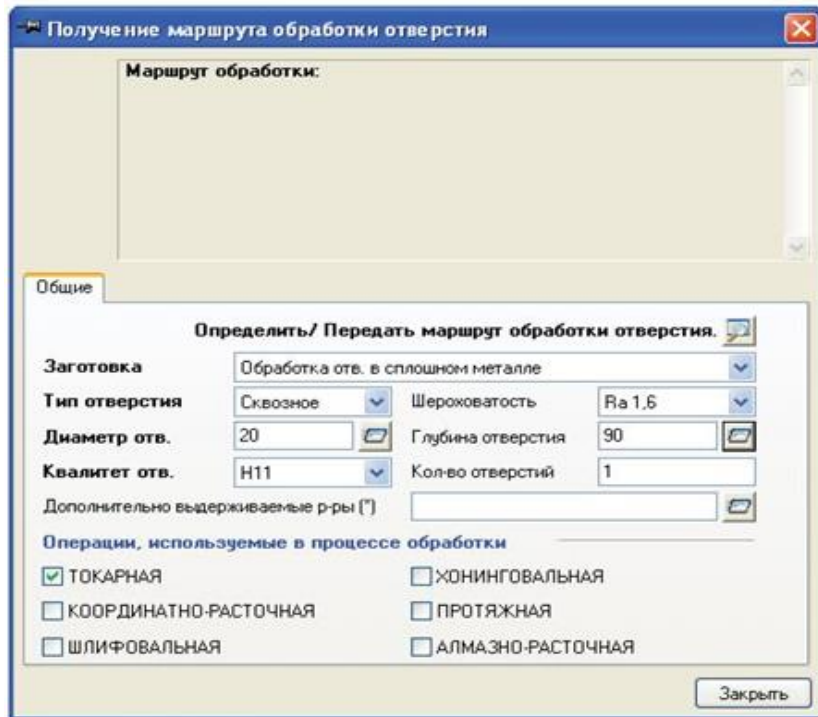 Получение маршрута обработки отверстия
Маршрут обработки:
Общие
Определить/ Передать маршрут обработки отверстия.
Заготовка Обработка отв. в сплошном металле
Тип отверстия Сквозное Шероховатость Ra 1,6
Диаметр отв. 20 Глубина отверстия 90
Квалитет отв. H11 Кол-во отверстий 1
Дополнительно выдерживаемые р-ры (*)
Операции, используемые в процессе обработки
ТОКАРНАЯ ХОНИНГОВАЛЬНАЯ
КООРДИНАТНО-РАСТОЧНАЯ ПРОТЯЖНАЯ
ШЛИФОВАЛЬНАЯ АЛМАЗНО-РАСТОЧНАЯ
Закрыть